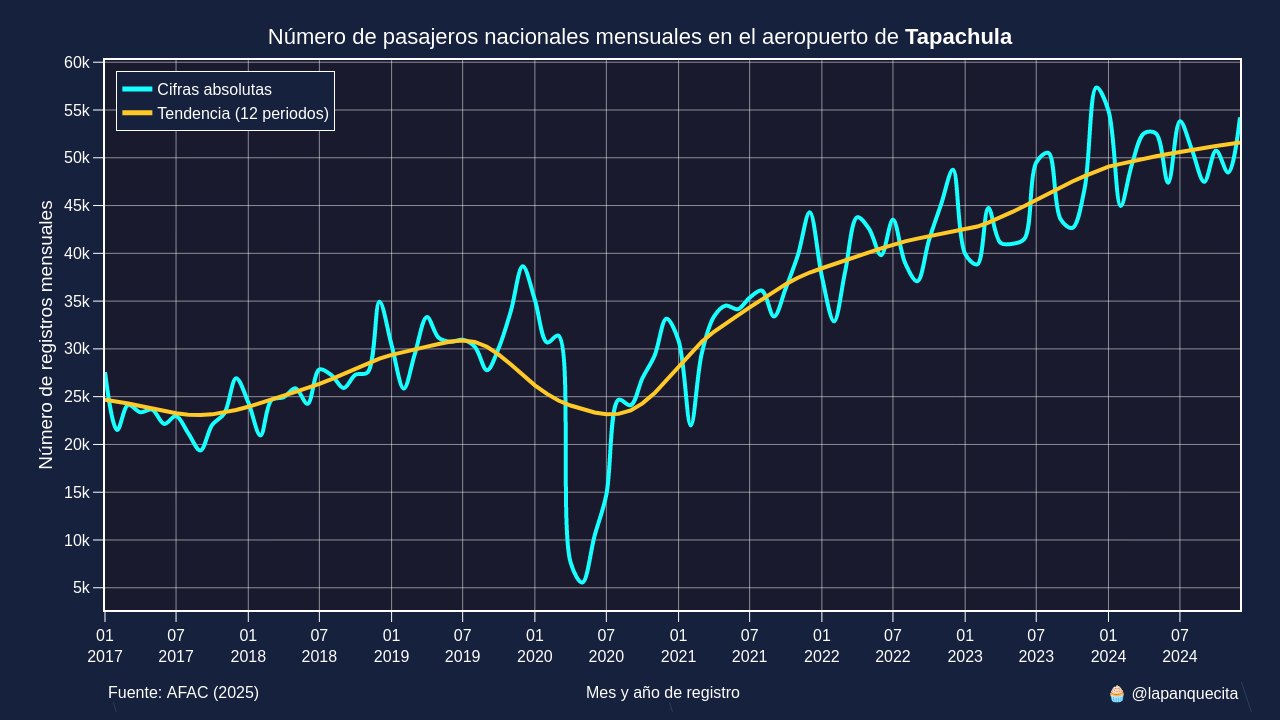 Número de pasajeros nacionales mensuales en el aeropuerto de Tapachula
Cifras absolutas
Tendencia (12 periodos)
Número de registros mensuales
60k
55k
50k
45k
40k
35k
30k
25k
20k
15k
10k
5k
01 07 01 07 01 07 01 07 01 07 01 07 01 07 01 07
2017 2017 2018 2018 2019 2019 2020 2020 2021 2021 2022 2022 2023 2023 2024 2024
Fuente: AFAC (2025) Mes y año de registro 🧁 @lapanquecita